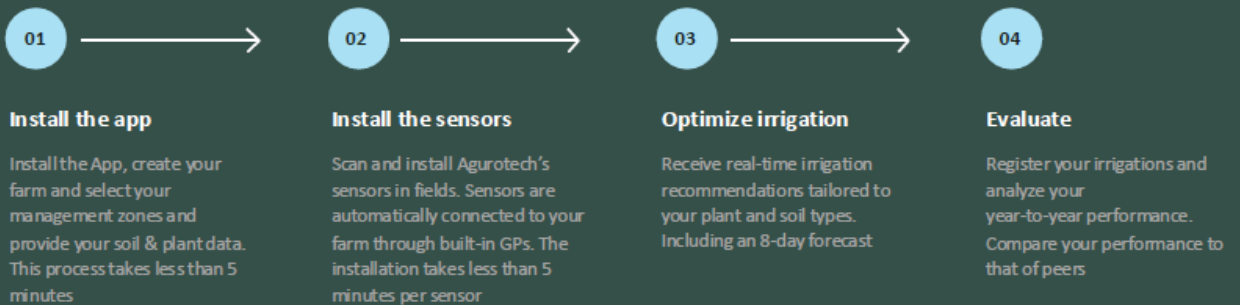 01
02
03
04
Install the app
Install the App, create your
farm and select your
management zones and
provide your soil & plant data.
This process takes less than 5
minutes
Install the sensors
Scan and install Agurotech's
sensors in fields. Sensors are
automatically connected to your
farm through built-in GPs. The
installation takes less than 5
minutes per sensor
Optimize irrigation
Receive real-time irrigation
recommendations tailored to
your plant and soil types.
Including an 8-day forecast
Evaluate
Register your irrigations and
analyze your
year-to-year performance.
Compare your performance to
that of peers